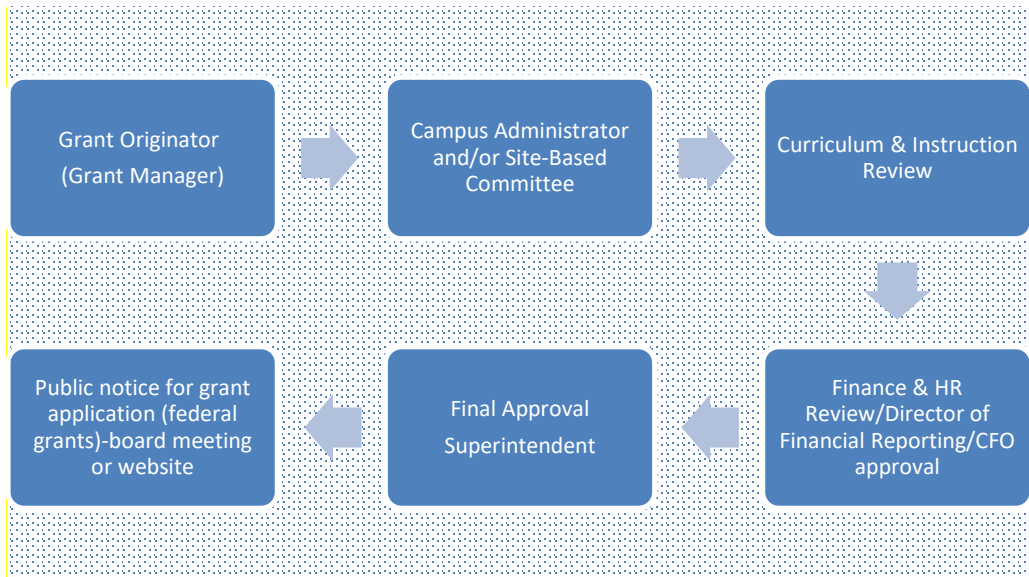 Grant Originator
(Grant Manager)
Campus Administrator
and/or Site-Based
Committee
Curriculum & Instruction
Review
Finance & HR
Review/Director of
Financial Reporting/CFO
approval
Final Approval
Superintendent
Public notice for grant
application (federal
grants)-board meeting
or website